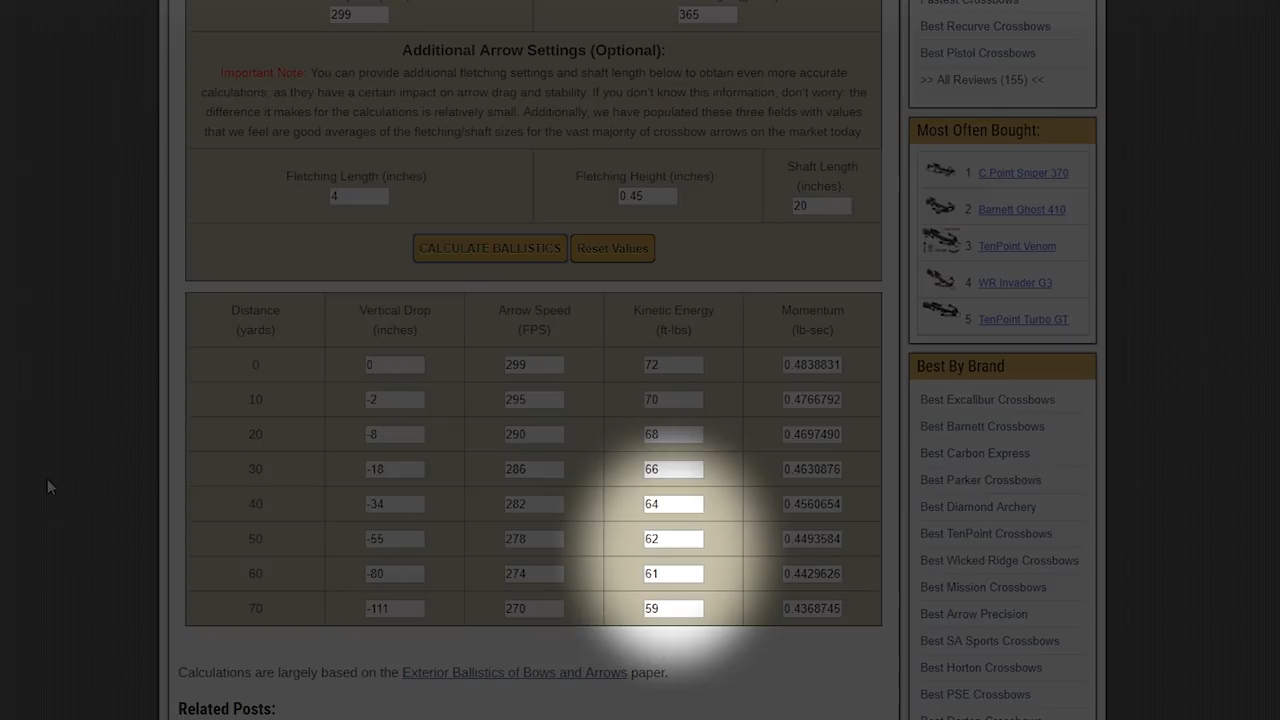 299
365
Additional Arrow Settings (Optional):
Important Note: You can provide additional fletching settings and shaft length below to obtain even more accurate
calculations, as they have a certain impact on arrow drag and stability. If you don't know this information, don't worry: the
difference it makes for the calculations is relatively small. Additionally, we have populated these three fields with values
that we feel are good averages of the fletching/shaft sizes for the vast majority of crossbow arrows on the market today
Fletching Length (inches)
4
Fletching Height (inches)
0.45
Shaft Length
(inches):
20
CALCULATE BALLISTICS Reset Values
Distance
(yards)
Vertical Drop
(inches)
Arrow Speed
(FPS)
Kinetic Energy
(ft-lbs)
Momentum
(lb-sec)
0 0 299 72 0.4838831
10 -2 295 70 0.4766792
20 -8 290 68 0.4697490
30 -18 286 66 0.4630876
40 -34 282 64 0.4560654
50 -55 278 62 0.4493584
60 -80 274 61 0.4429626
70 -111 270 59 0.4368745
Calculations are largely based on the Exterior Ballistics of Bows and Arrows paper.
Related Posts:
Best Recurve Crossbows
Best Pistol Crossbows
>> All Reviews (155) <<
Most Often Bought:
1 C Point Sniper 370
2 Barnett Ghost 410
3 TenPoint Venom
4 WR Invader G3
5 TenPoint Turbo GT
Best By Brand
Best Excalibur Crossbows
Best Barnett Crossbows
Best Carbon Express
Best Parker Crossbows
Best Diamond Archery
Best TenPoint Crossbows
Best Wicked Ridge Crossbows
Best Mission Crossbows
Best Arrow Precision
Best SA Sports Crossbows
Best Horton Crossbows
Best PSE Crossbows